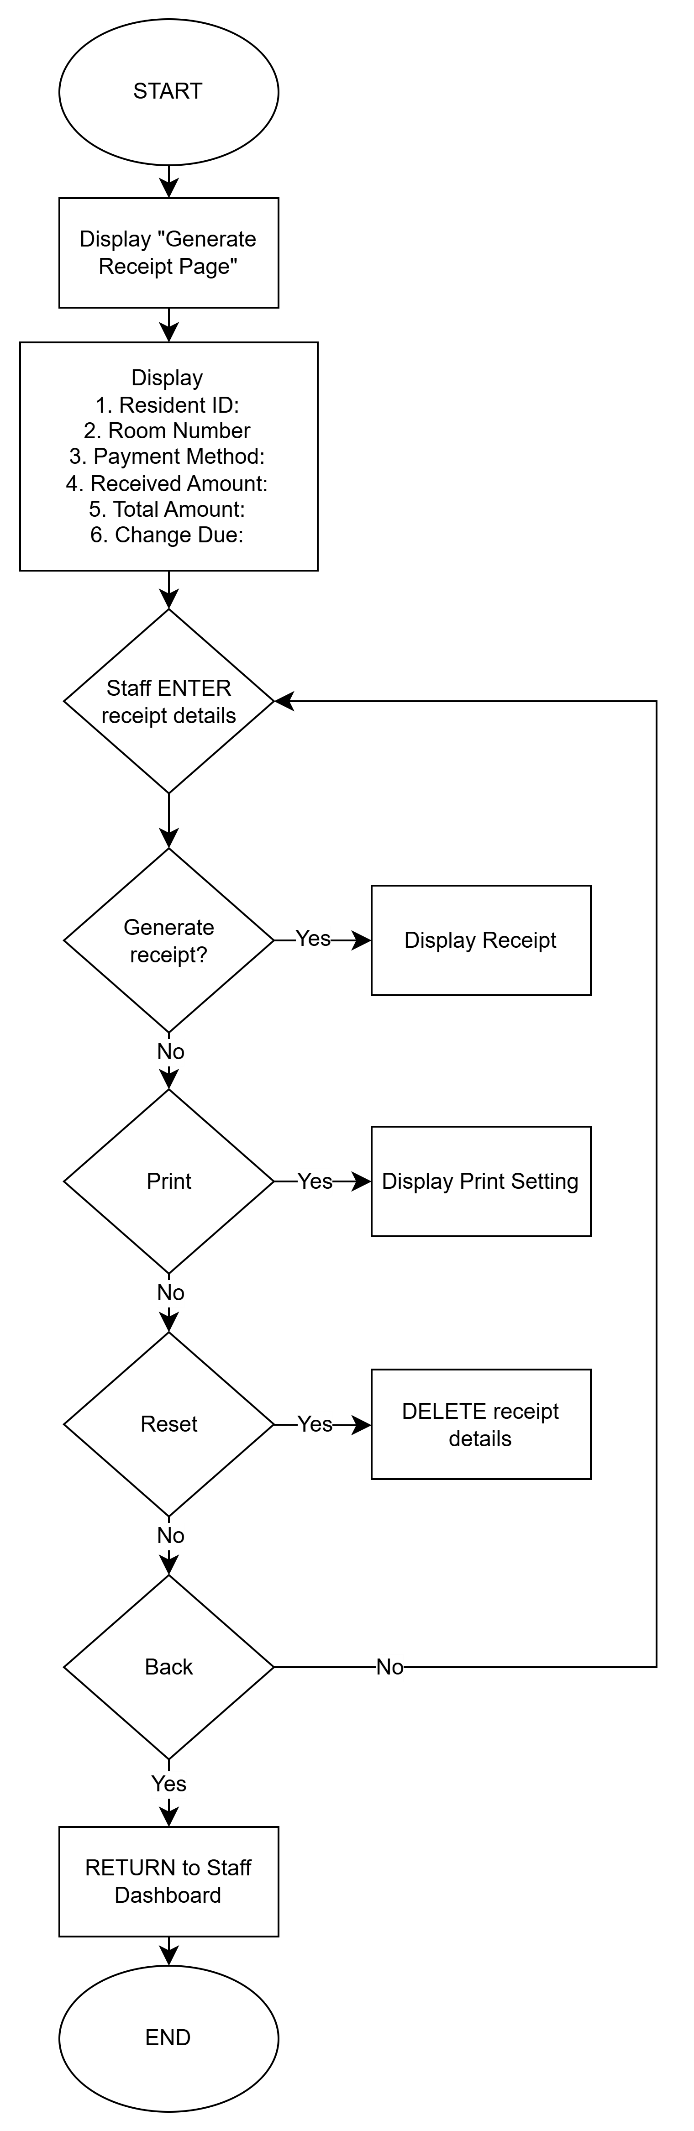 START
Display "Generate
Receipt Page"
Display
1. Resident ID:
2. Room Number
3. Payment Method:
4. Received Amount:
5. Total Amount:
6. Change Due:
Staff ENTER
receipt details
Generate
receipt?
Yes
Display Receipt
No
Print
Yes
Display Print Setting
No
Reset
Yes
DELETE receipt
details
No
Back
No
Yes
RETURN to Staff
Dashboard
END